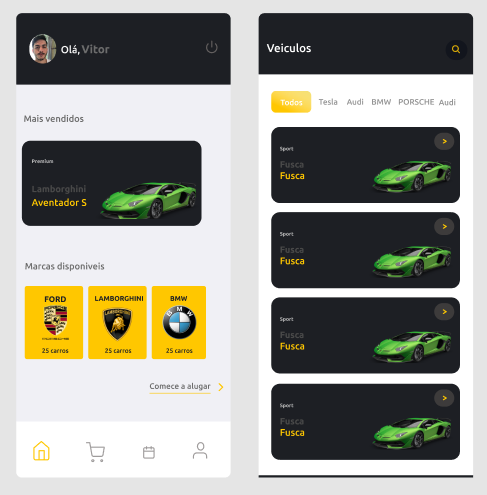 Olá, Vitor
Mais vendidos
Premium
Lamborghini
Aventador S
Marcas disponiveis
FORD
25 carros
LAMBORGHINI
25 carros
BMW
BMW
25 carros
Comece a alugar
Veiculos
Todos Tesla Audi BMW PORSCHE Audi
Sport
Fusca
Fusca
Sport
Fusca
Fusca
Sport
Fusca
Fusca
Sport
Fusca
Fusca